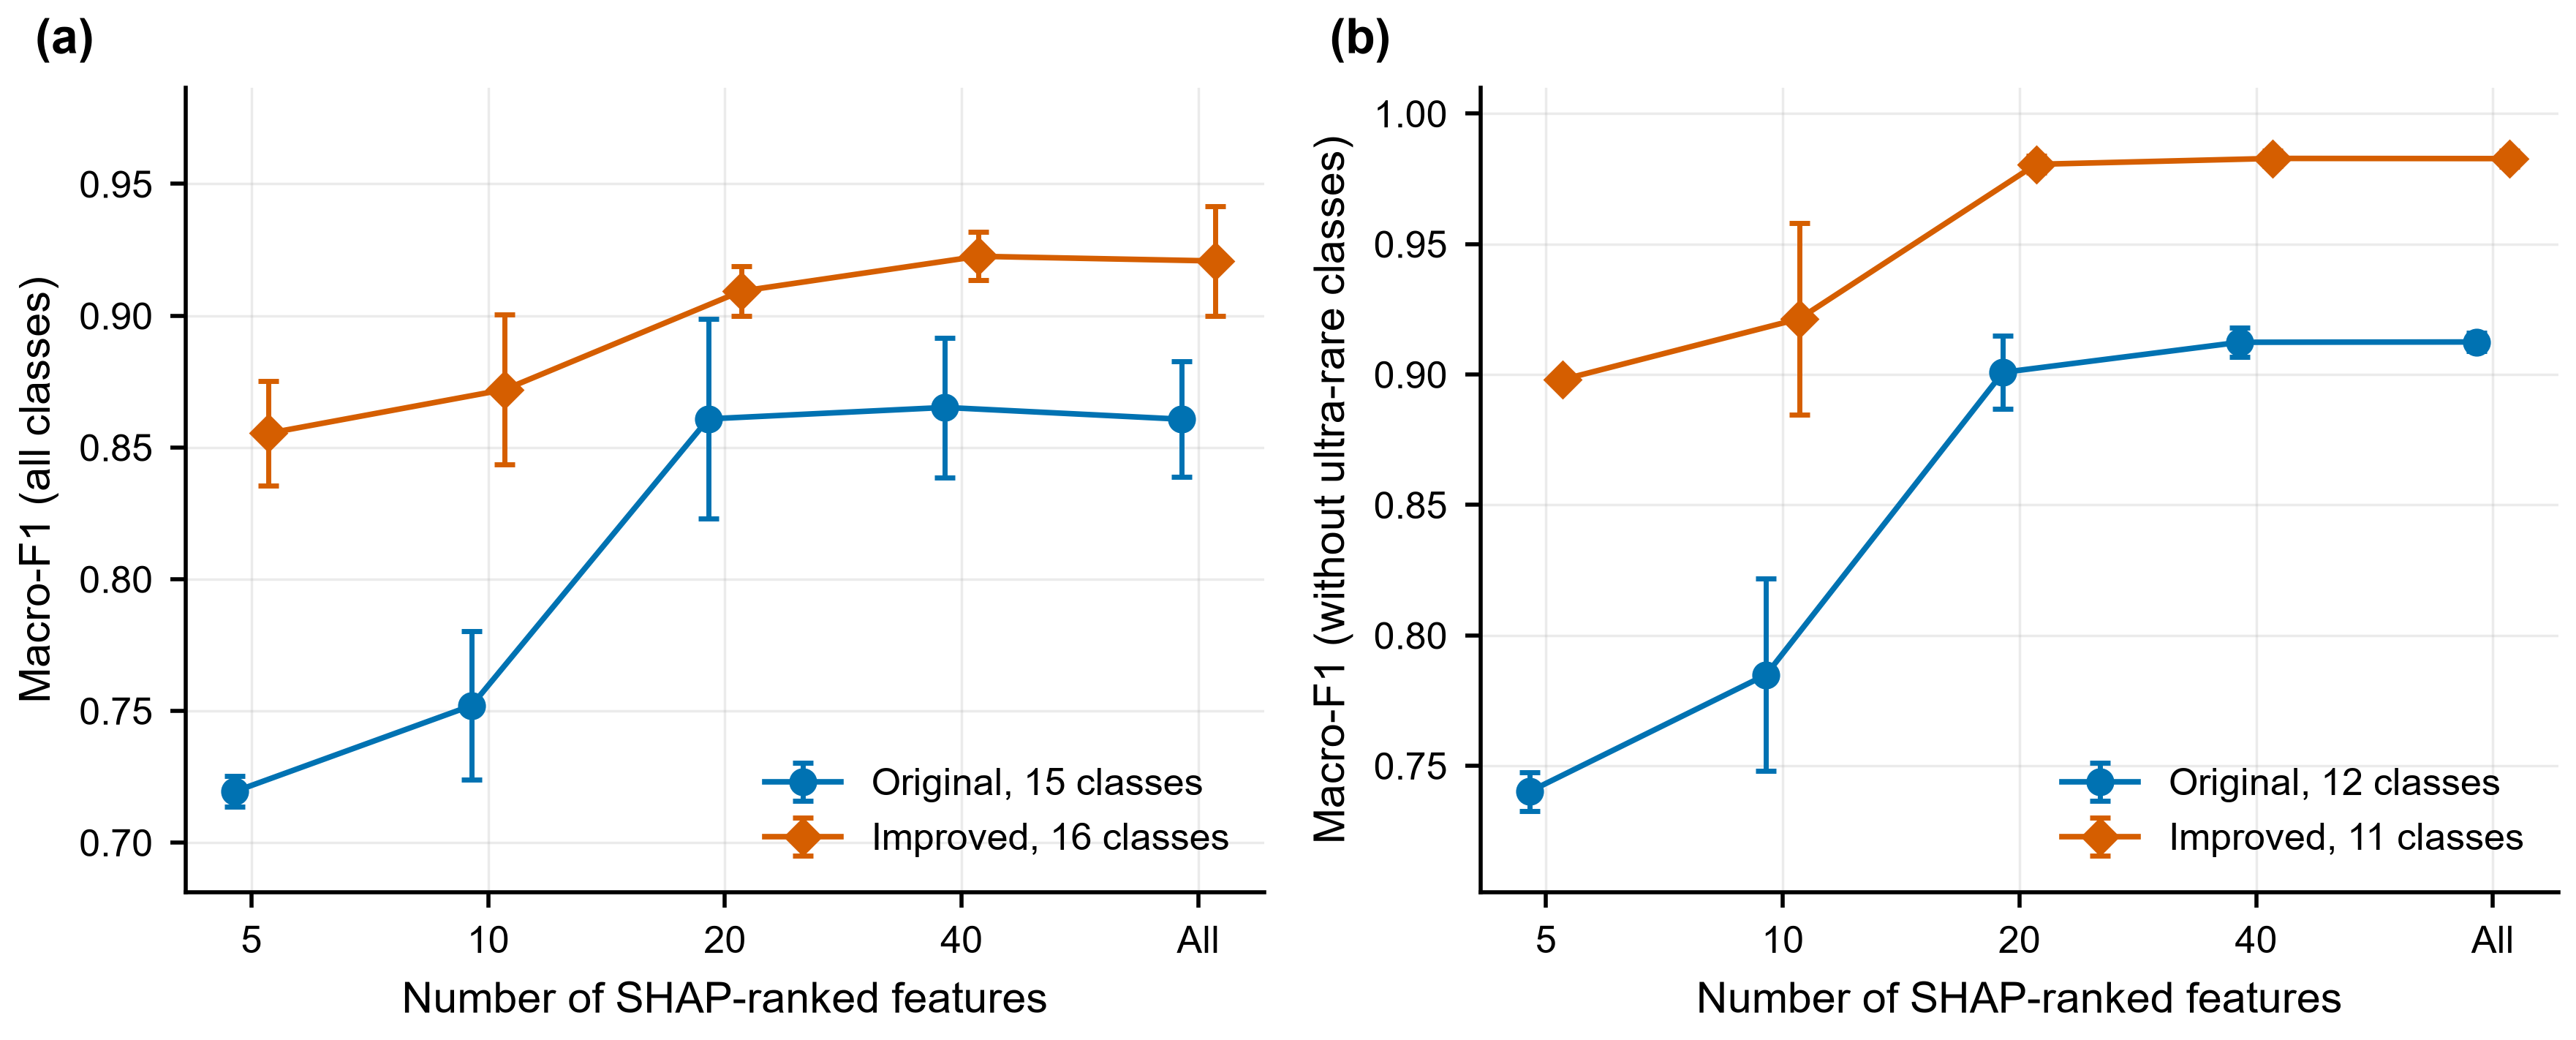 (a)
Macro-F1 (all classes)
0.95
0.90
0.85
0.80
0.75
0.70
Original, 15 classes
Improved, 16 classes
5 10 20 40 All
Number of SHAP-ranked features
(b)
Macro-F1 (without ultra-rare classes)
1.00
0.95
0.90
0.85
0.80
0.75
Original, 12 classes
Improved, 11 classes
5 10 20 40 All
Number of SHAP-ranked features